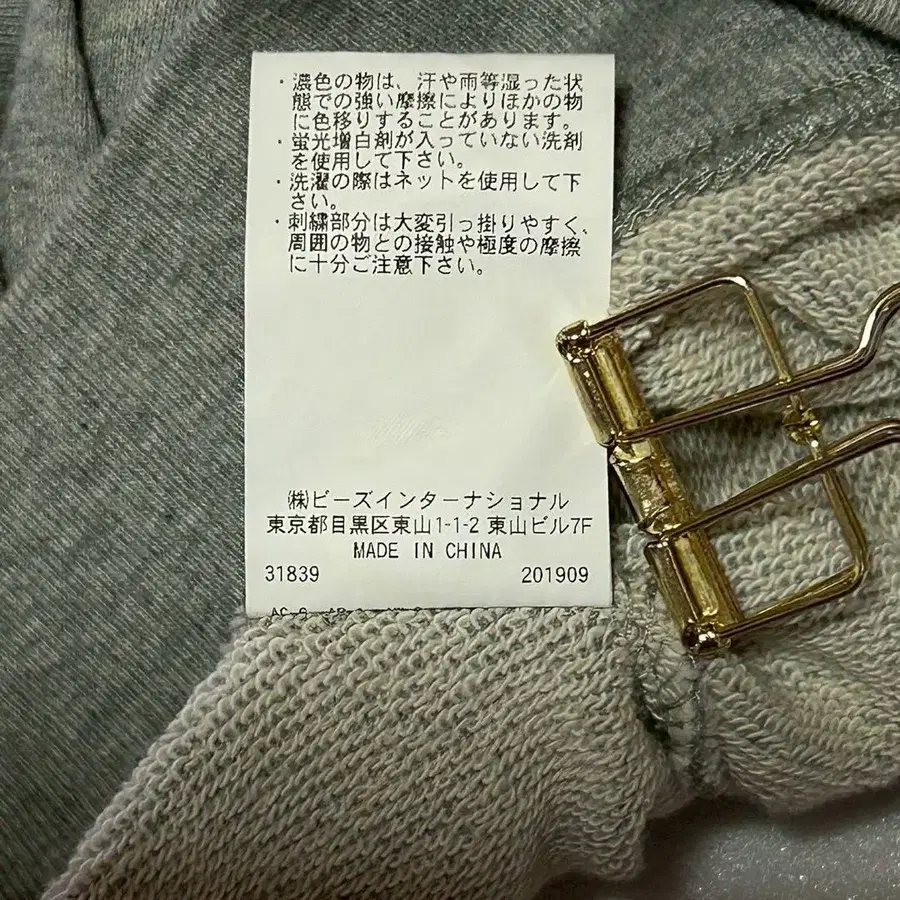 ・濃色の物は、汗や雨等湿った状
態での強い摩擦によりほかの物
に色移りすることがあります。
・蛍光増白剤が入っていない洗剤
を使用して下さい。
・洗濯の際はネットを使用して下
さい。
・刺繍部分は大変引っ掛りやすく、
周囲の物との接触や極度の摩擦
に十分ご注意下さい。
㈱ビーズインターナショナル
東京都目黒区東山1-1-2 東山ビル7F
MADE IN CHINA
31839 201909